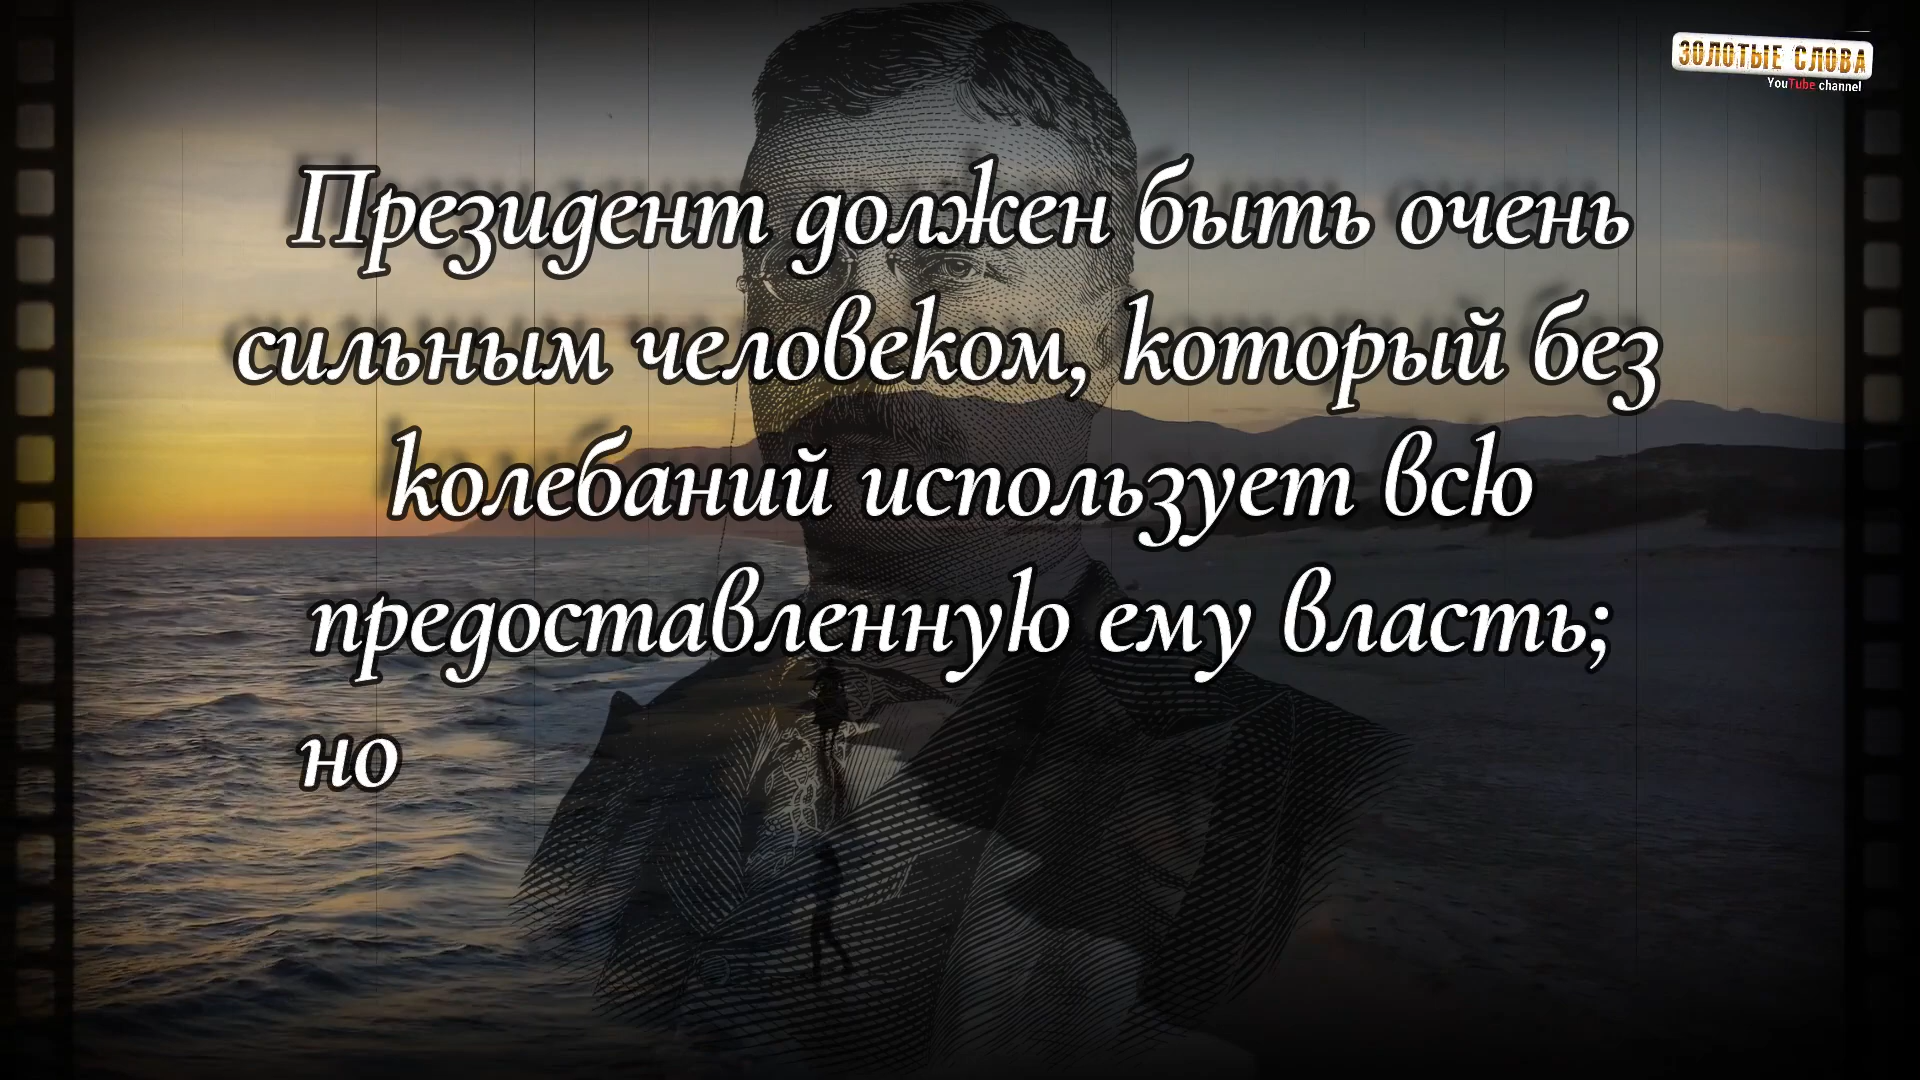 ЗОЛОТЫЕ СЛОВА
YouTube channel
Президент должен быть очень
сильным человеком, который без
колебаний использует всю
предоставленную ему власть;
но